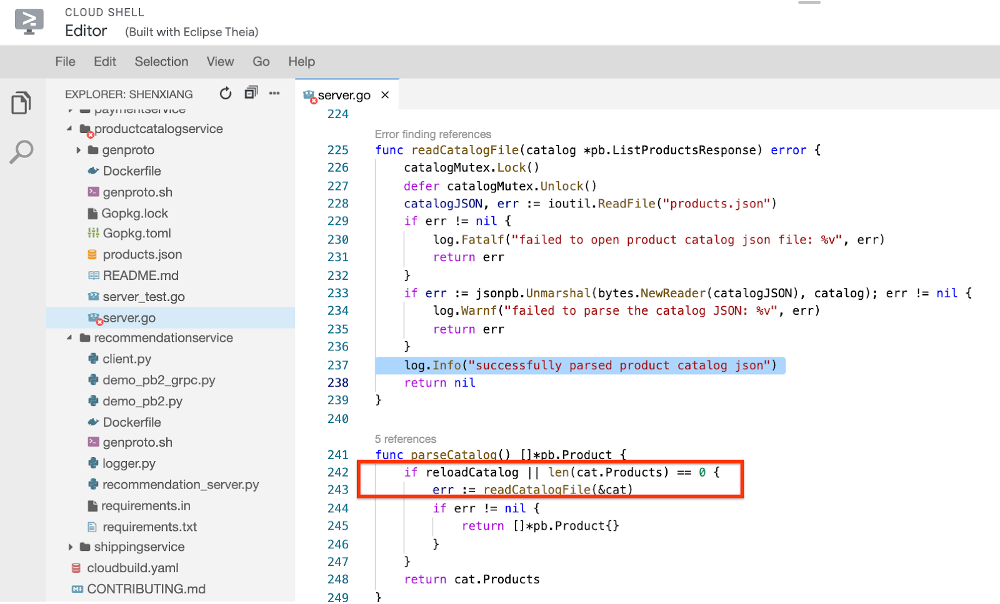 CLOUD SHELL
Editor (Built with Eclipse Theia)
File Edit Selection View Go Help
EXPLORER: SHENXIANG
paymentservice
productcatalogservice
genproto
Dockerfile
genproto.sh
Gopkg.lock
Gopkg.toml
products.json
README.md
server_test.go
server.go
recommendationservice
client.py
demo_pb2_grpc.py
demo_pb2.py
Dockerfile
genproto.sh
logger.py
recommendation_server.py
requirements.in
requirements.txt
shippingservice
cloudbuild.yaml
CONTRIBUTING.md
server.go
224
Error finding references
225 func readCatalogFile(catalog *pb.ListProductsResponse) error {
226 catalogMutex.Lock()
227 defer catalogMutex.Unlock()
228 catalogJSON, err := ioutil.ReadFile("products.json")
229 if err != nil {
230 log.Fatalf("failed to open product catalog json file: %v", err)
231 return err
232 }
233 if err := jsonpb.Unmarshal(bytes.NewReader(catalogJSON), catalog); err != nil {
234 log.Warnf("failed to parse the catalog JSON: %v", err)
235 return err
236 }
237 log.Info("successfully parsed product catalog json")
238 return nil
239 }
240
5 references
241 func parseCatalog() []*pb.Product {
242 if reloadCatalog || len(cat.Products) == 0 {
243 err := readCatalogFile(&cat)
244 if err != nil {
245 return []*pb.Product{}
246 }
247 }
248 return cat.Products
249 }